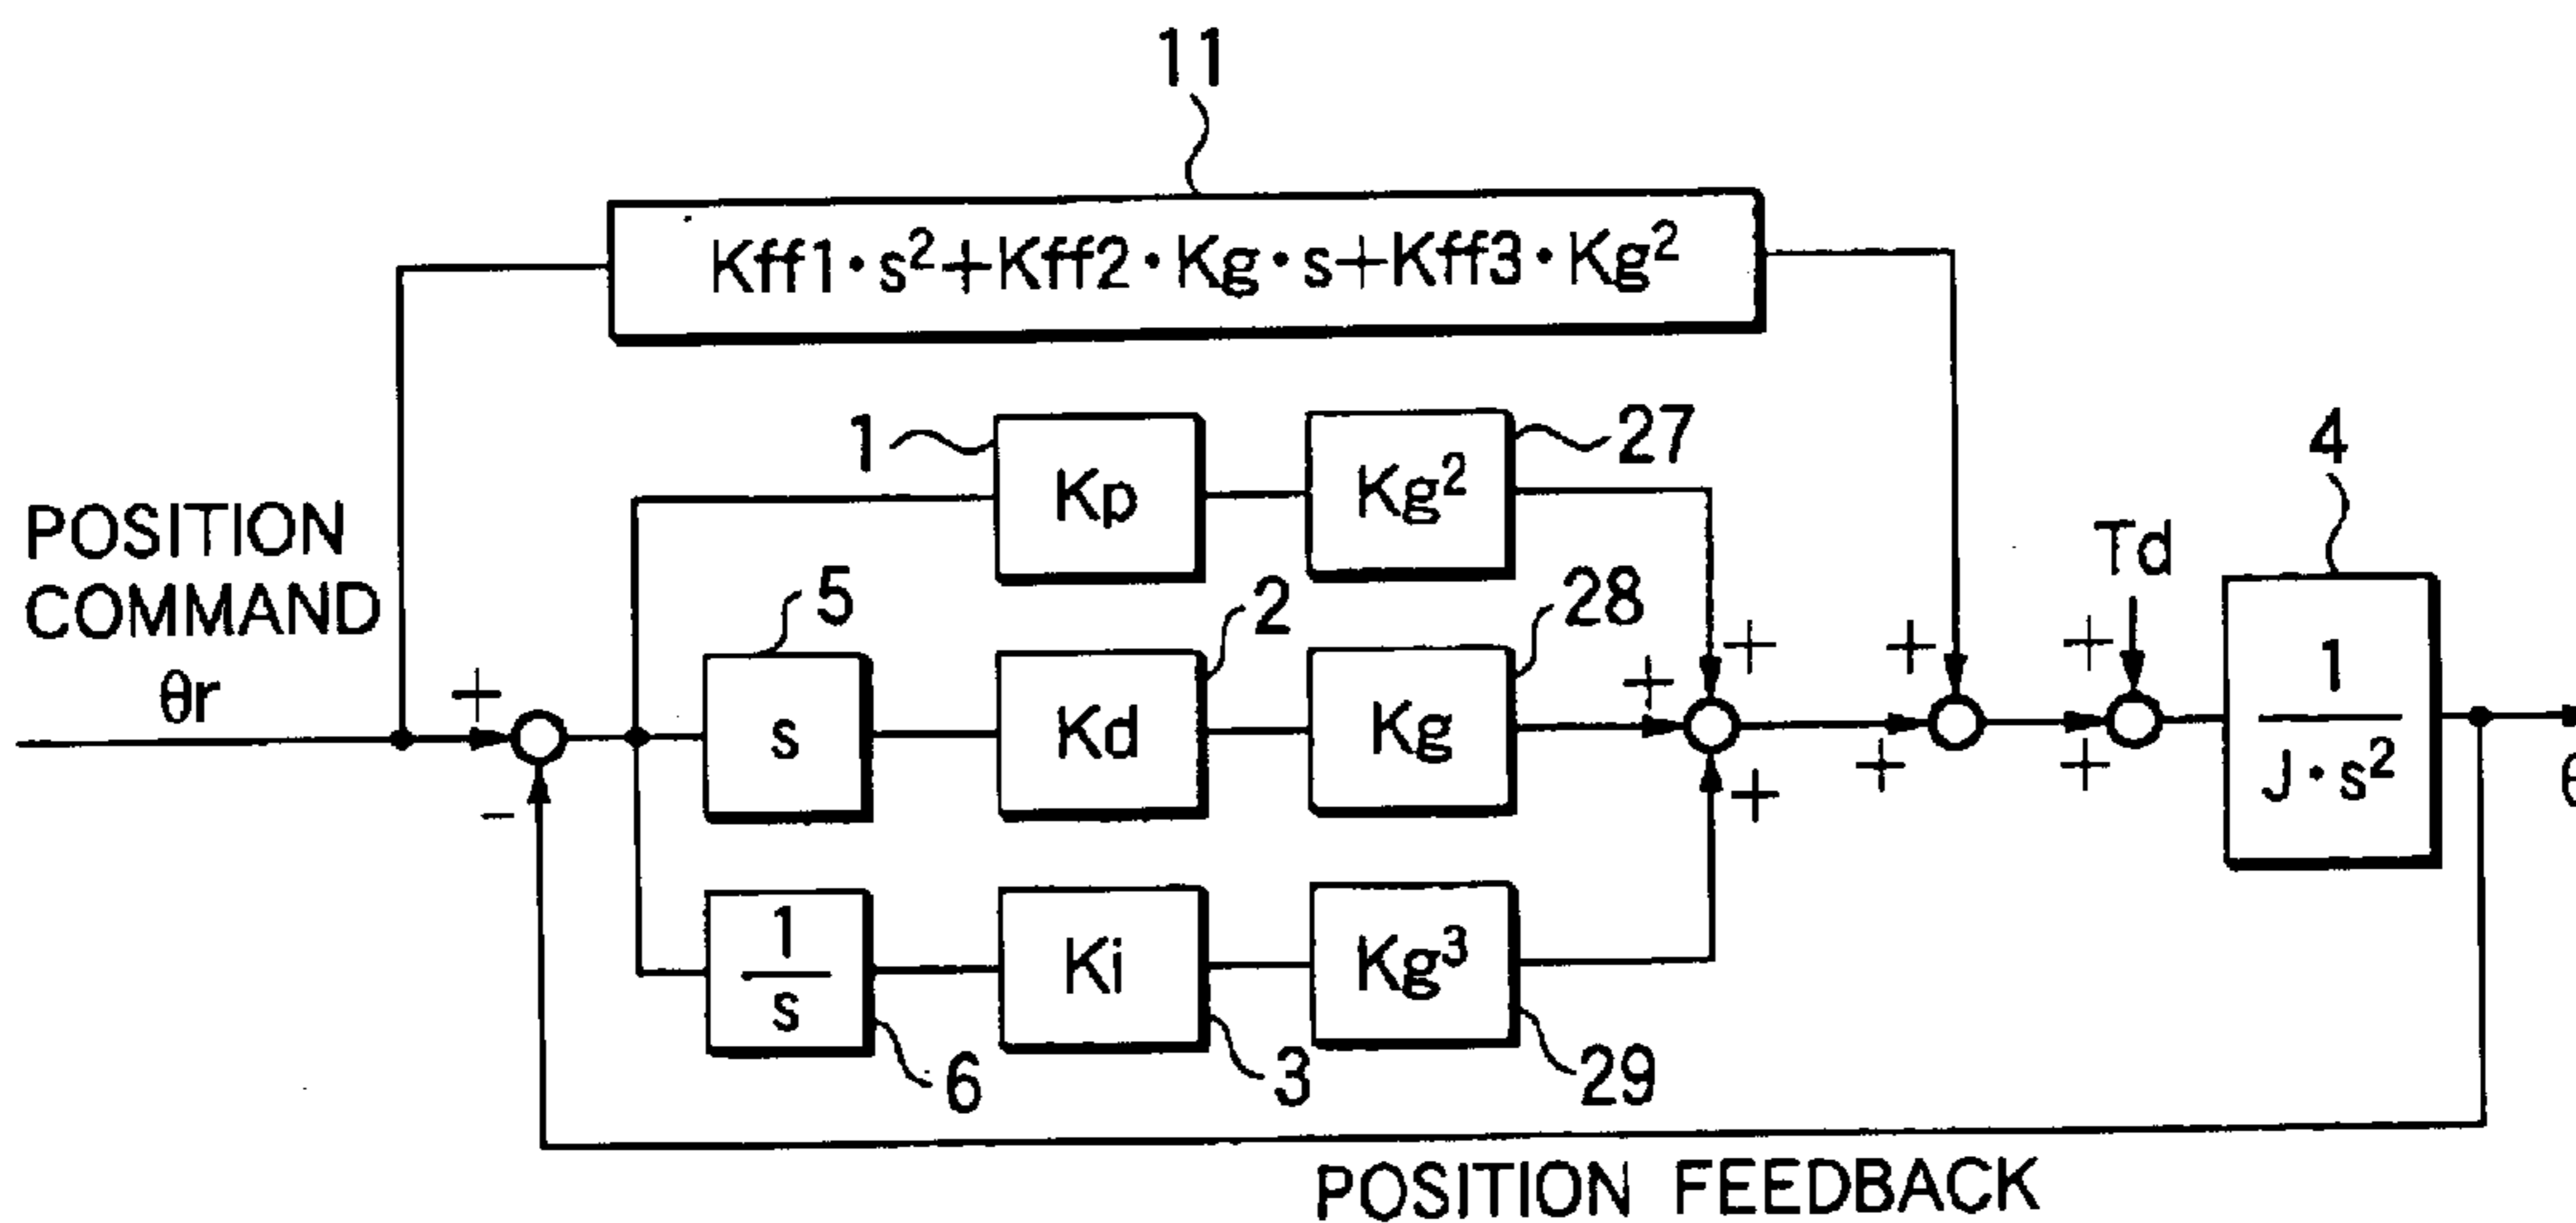 11
Kff1·s²+Kff2·Kg·s+Kff3·Kg²
1
Kp
Kg²
27
4
POSITION
COMMAND
θr
Td
5
s
2
Kd
28
Kg
1
J·s²
+
-
+
+
+
+
+
+
+
1
s
6
Ki
3
Kg³
29
POSITION FEEDBACK